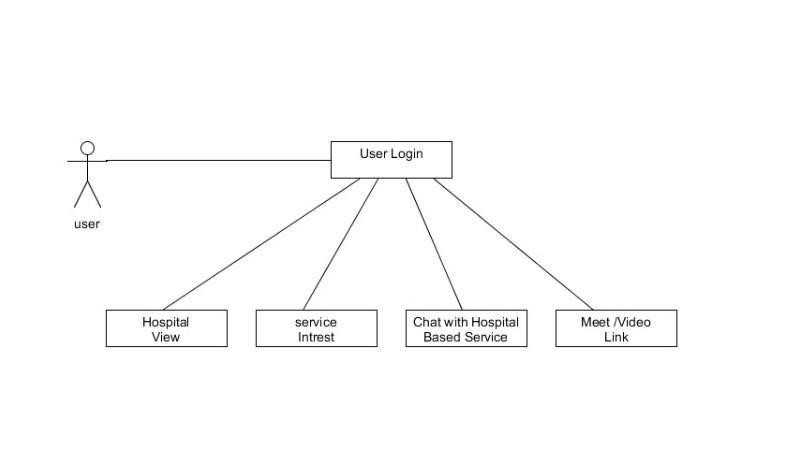 User Login
user
Hospital
View
service
Intrest
Chat with Hospital
Based Service
Meet /Video
Link